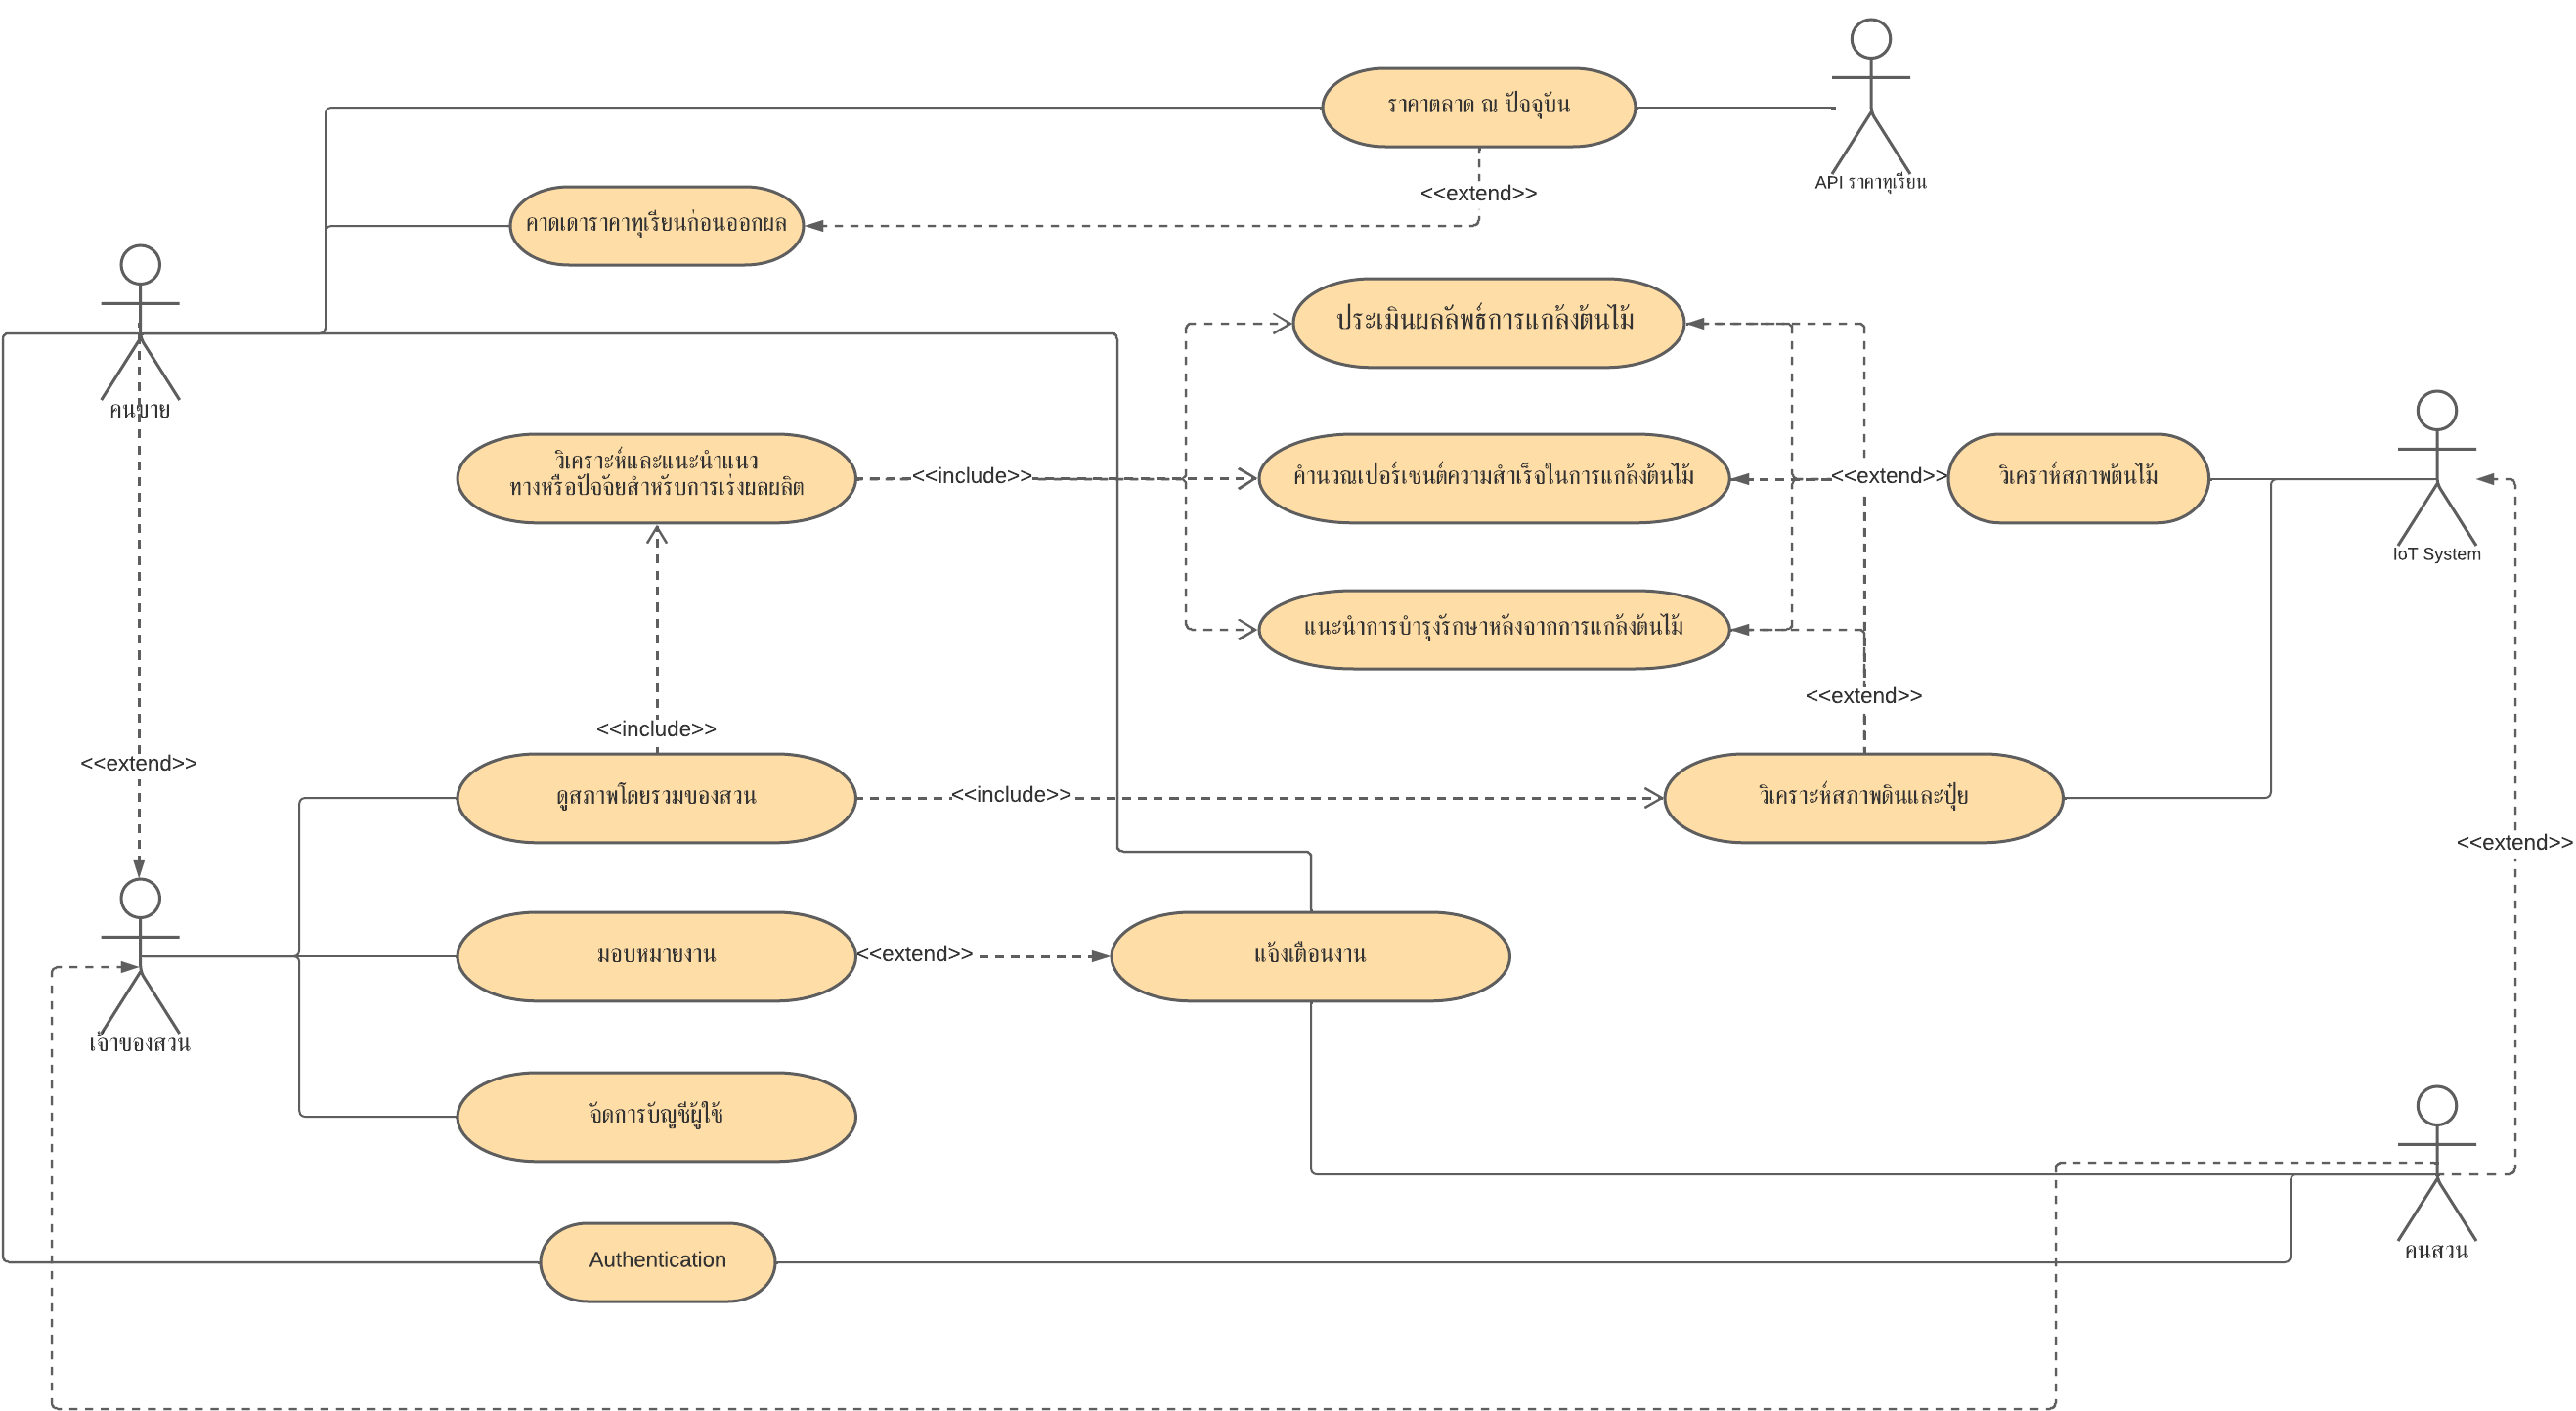 ราคาตลาด ณ ปัจจุบัน
API ราคาทุเรียน
<<extend>>
คาดเดาราคาทุเรียนก่อนออกผล
ประเมินผลลัพธ์การแกล้งต้นไม้
คนขาย
วิเคราะห์และแนะนำแนว
ทางหรือปัจจัยสำหรับการเร่งผลผลิต
<<include>>
คำนวณเปอร์เซนต์ความสำเร็จในการแกล้งต้นไม้
<<extend>>
วิเคราห์สภาพต้นไม้
IoT System
แนะนำการบำรุงรักษาหลังจากการแกล้งต้นไม้
<<extend>>
<<include>>
<<extend>>
ดูสภาพโดยรวมของสวน
<<include>>
วิเคราะห์สภาพดินและปุ๋ย
<<extend>>
มอบหมายงาน
<<extend>>
แจ้งเตือนงาน
เจ้าของสวน
จัดการบัญชีผู้ใช้
คนสวน
Authentication